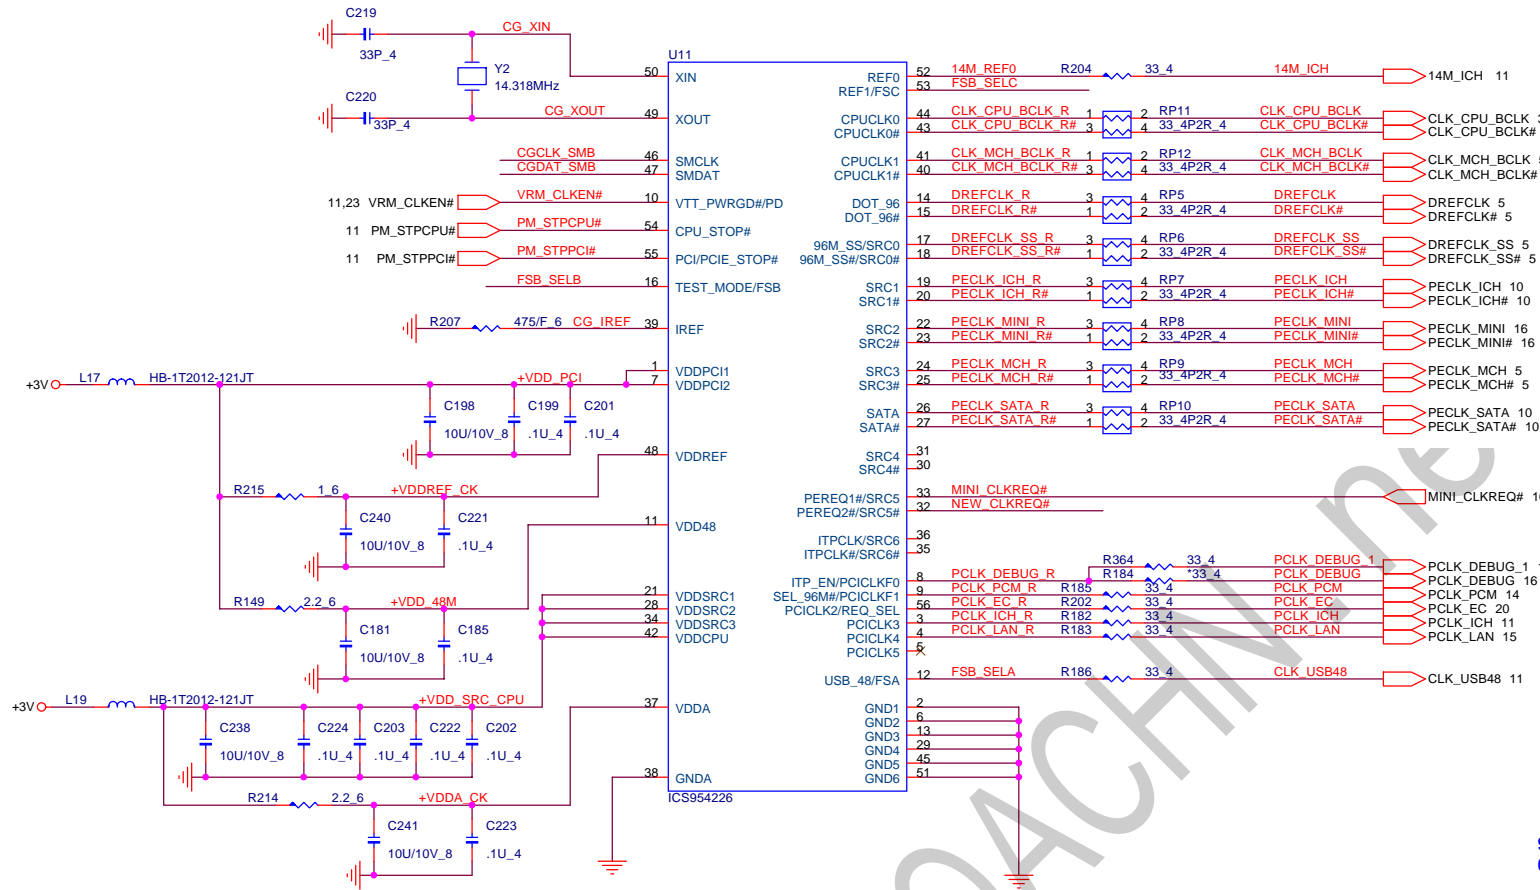 C219
CG_XIN
33P_4
Y2
14.318MHz
C220
CG_XOUT
33P_4
CGCLK_SMB
CGDAT_SMB
11,23 VRM_CLKEN#
VRM_CLKEN#
11 PM_STPCPU#
PM_STPCPU#
11 PM_STPPCI#
PM_STPPCI#
FSB_SELB
R207 475/F_6 CG_IREF
+3V L17 HB-1T2012-121JT
+VDD_PCI
C198 C199 C201
10U/10V_8 .1U_4 .1U_4
R215 1_6 +VDDREF_CK
C240 C221
10U/10V_8 .1U_4
R149 2.2_6 +VDD_48M
C181 C185
10U/10V_8 .1U_4
+3V L19 HB-1T2012-121JT
+VDD_SRC_CPU
C238 C224 C203 C222 C202
10U/10V_8 .1U_4 .1U_4 .1U_4 .1U_4
R214 2.2_6 +VDDA_CK
C241 C223
10U/10V_8 .1U_4
U11
50 XIN
49 XOUT
46 SMCLK
47 SMDAT
10 VTT_PWRGD#/PD
54 CPU_STOP#
55 PCI/PCIE_STOP#
16 TEST_MODE/FSB
39 IREF
1 VDDPCI1
7 VDDPCI2
48 VDDREF
11 VDD48
21 VDDSRC1
28 VDDSRC2
34 VDDSRC3
42 VDDCPU
37 VDDA
38 GNDA
ICS954226
REF0 52 14M_REF0 R204 33_4 14M_ICH 14M_ICH 11
REF1/FSC 53 FSB_SELC
CPUCLK0 44 CLK_CPU_BCLK_R 1 2 RP11 CLK_CPU_BCLK CLK_CPU_BCLK
CPUCLK0# 43 CLK_CPU_BCLK_R# 3 4 33_4P2R_4 CLK_CPU_BCLK# CLK_CPU_BCLK#
CPUCLK1 41 CLK_MCH_BCLK_R 1 2 RP12 CLK_MCH_BCLK CLK_MCH_BCLK
CPUCLK1# 40 CLK_MCH_BCLK_R# 3 4 33_4P2R_4 CLK_MCH_BCLK# CLK_MCH_BCLK#
DOT_96 14 DREFCLK_R 3 4 RP5 DREFCLK DREFCLK 5
DOT_96# 15 DREFCLK_R# 1 2 33_4P2R_4 DREFCLK# DREFCLK# 5
96M_SS/SRC0 17 DREFCLK_SS_R 3 4 RP6 DREFCLK_SS DREFCLK_SS 5
96M_SS#/SRC0# 18 DREFCLK_SS_R# 1 2 33_4P2R_4 DREFCLK_SS# DREFCLK_SS# 5
SRC1 19 PECLK_ICH_R 3 4 RP7 PECLK_ICH PECLK_ICH 10
SRC1# 20 PECLK_ICH_R# 1 2 33_4P2R_4 PECLK_ICH# PECLK_ICH# 10
SRC2 22 PECLK_MINI_R 3 4 RP8 PECLK_MINI PECLK_MINI 16
SRC2# 23 PECLK_MINI_R# 1 2 33_4P2R_4 PECLK_MINI# PECLK_MINI# 16
SRC3 24 PECLK_MCH_R 3 4 RP9 PECLK_MCH PECLK_MCH 5
SRC3# 25 PECLK_MCH_R# 1 2 33_4P2R_4 PECLK_MCH# PECLK_MCH# 5
SATA 26 PECLK_SATA_R 3 4 RP10 PECLK_SATA PECLK_SATA 10
SATA# 27 PECLK_SATA_R# 1 2 33_4P2R_4 PECLK_SATA# PECLK_SATA# 10
SRC4 31
SRC4# 30
PEREQ1#/SRC5 33 MINI_CLKREQ# MINI_CLKREQ#
PEREQ2#/SRC5# 32 NEW_CLKREQ#
ITPCLK/SRC6 36
ITPCLK#/SRC6# 35
R364 33_4 PCLK_DEBUG_1 PCLK_DEBUG_1
ITP_EN/PCICLKF0 8 PCLK_DEBUG_R R184 *33_4 PCLK_DEBUG PCLK_DEBUG 16
SEL_96M#/PCICLKF1 9 PCLK_PCM_R R185 33_4 PCLK_PCM PCLK_PCM 14
PCICLK2/REQ_SEL 56 PCLK_EC_R R202 33_4 PCLK_EC PCLK_EC 20
PCICLK3 3 PCLK_ICH_R R182 33_4 PCLK_ICH PCLK_ICH 11
PCICLK4 4 PCLK_LAN_R R183 33_4 PCLK_LAN PCLK_LAN 15
PCICLK5 5
USB_48/FSA 12 FSB_SELA R186 33_4 CLK_USB48 CLK_USB48 11
GND1 2
GND2 6
GND3 13
GND4 29
GND5 45
GND6 51